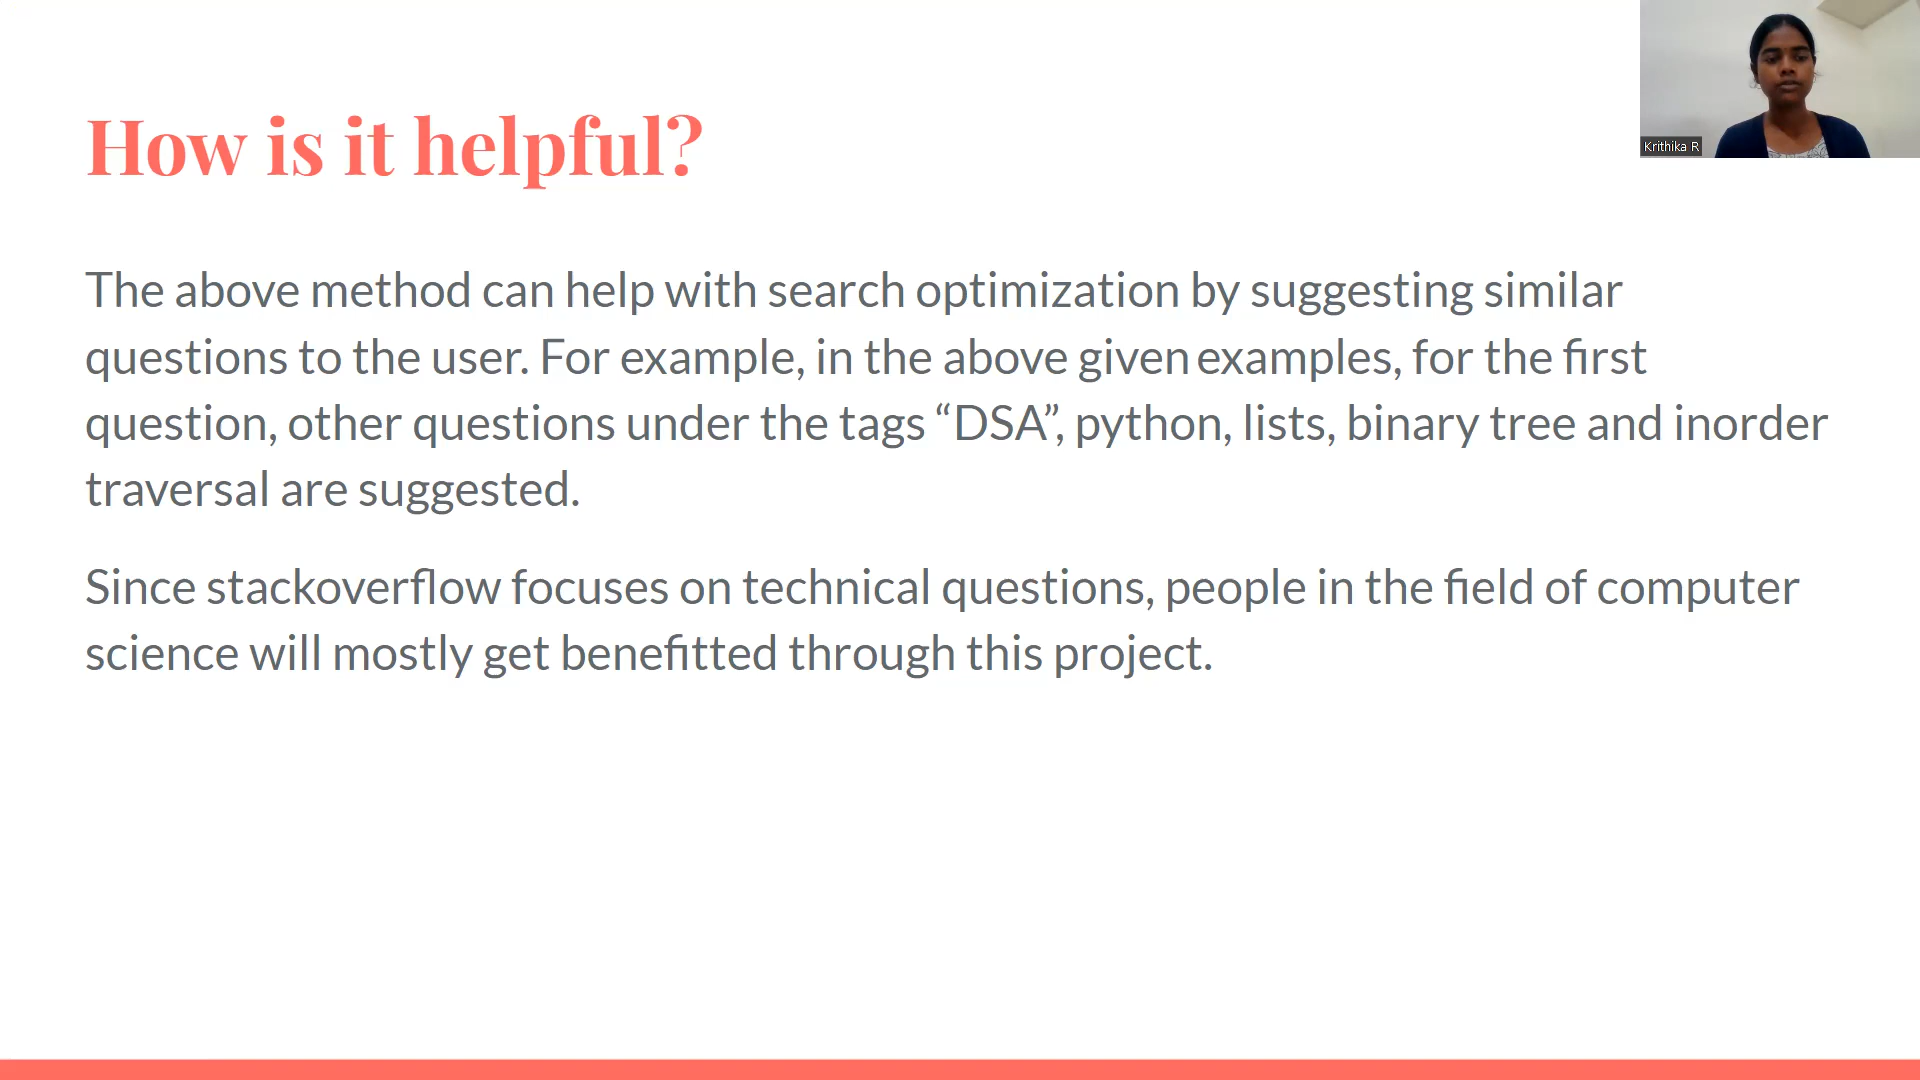 How is it helpful?
The above method can help with search optimization by suggesting similar
questions to the user. For example, in the above given examples, for the first
question, other questions under the tags “DSA”, python, lists, binary tree and inorder
traversal are suggested.
Since stackoverflow focuses on technical questions, people in the field of computer
science will mostly get benefitted through this project.
Krithika R